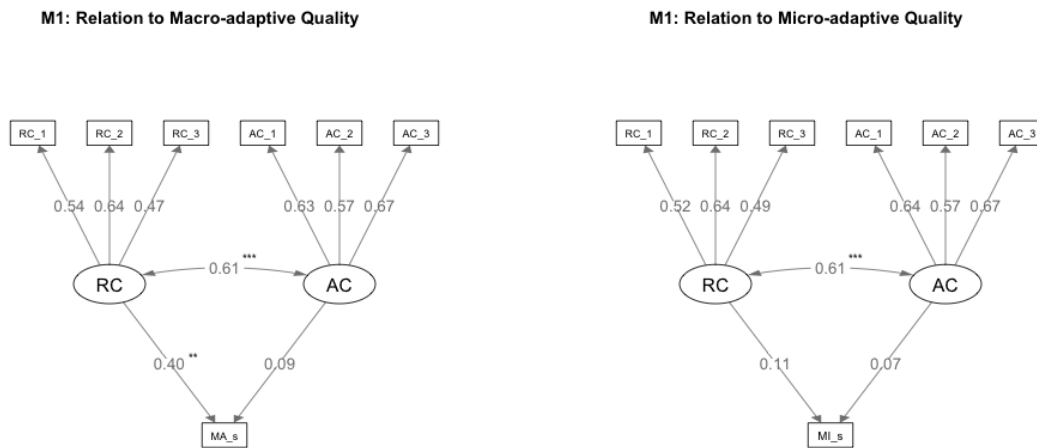 M1: Relation to Macro-adaptive Quality
RC_1 RC_2 RC_3 AC_1 AC_2 AC_3
0.54 0.64 0.47 0.63 0.57 0.67
0.61 ***
RC AC
0.40 ** 0.09
MA_s
M1: Relation to Micro-adaptive Quality
RC_1 RC_2 RC_3 AC_1 AC_2 AC_3
0.52 0.64 0.49 0.64 0.57 0.67
0.61 ***
RC AC
0.11 0.07
MI_s